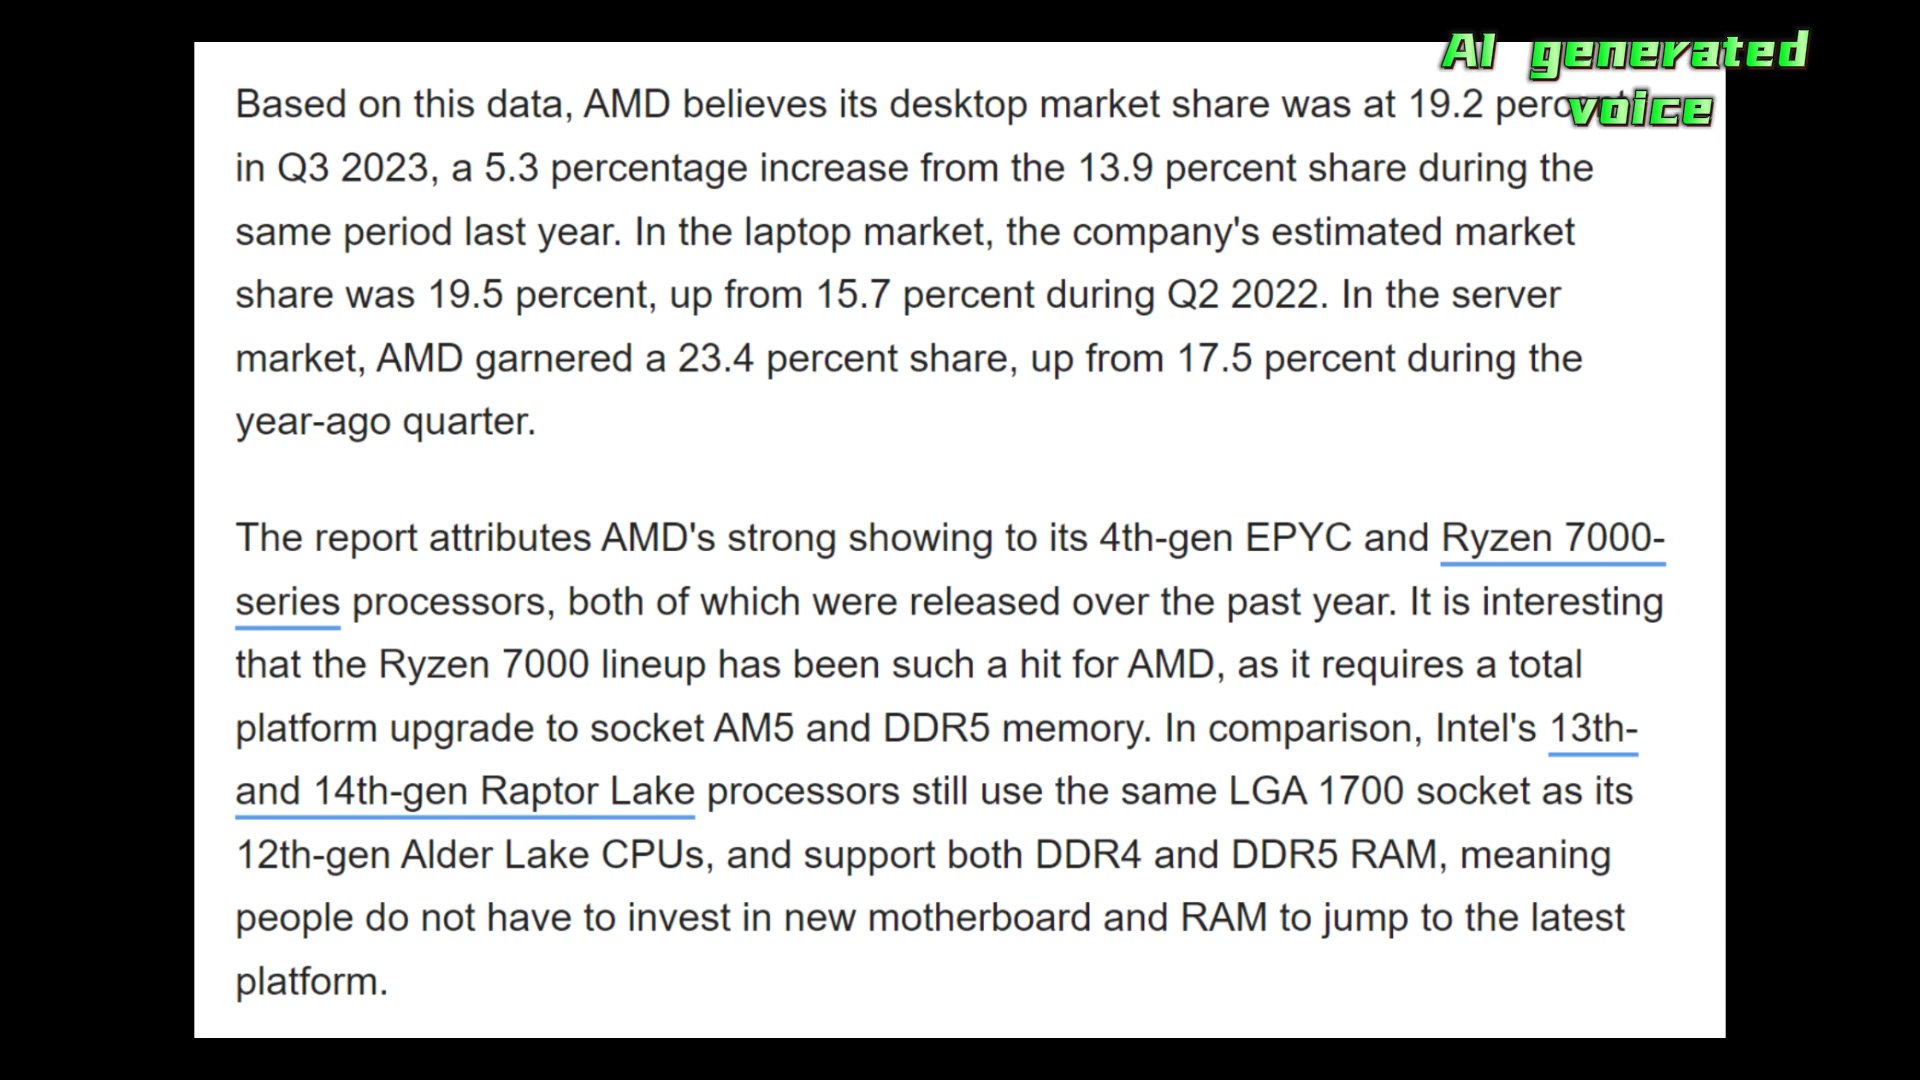 AI generated
voice
Based on this data, AMD believes its desktop market share was at 19.2
in Q3 2023, a 5.3 percentage increase from the 13.9 percent share during the
same period last year. In the laptop market, the company's estimated market
share was 19.5 percent, up from 15.7 percent during Q2 2022. In the server
market, AMD garnered a 23.4 percent share, up from 17.5 percent during the
year-ago quarter.
The report attributes AMD's strong showing to its 4th-gen EPYC and Ryzen 7000-
series processors, both of which were released over the past year. It is interesting
that the Ryzen 7000 lineup has been such a hit for AMD, as it requires a total
platform upgrade to socket AM5 and DDR5 memory. In comparison, Intel's 13th-
and 14th-gen Raptor Lake processors still use the same LGA 1700 socket as its
12th-gen Alder Lake CPUs, and support both DDR4 and DDR5 RAM, meaning
people do not have to invest in new motherboard and RAM to jump to the latest
platform.